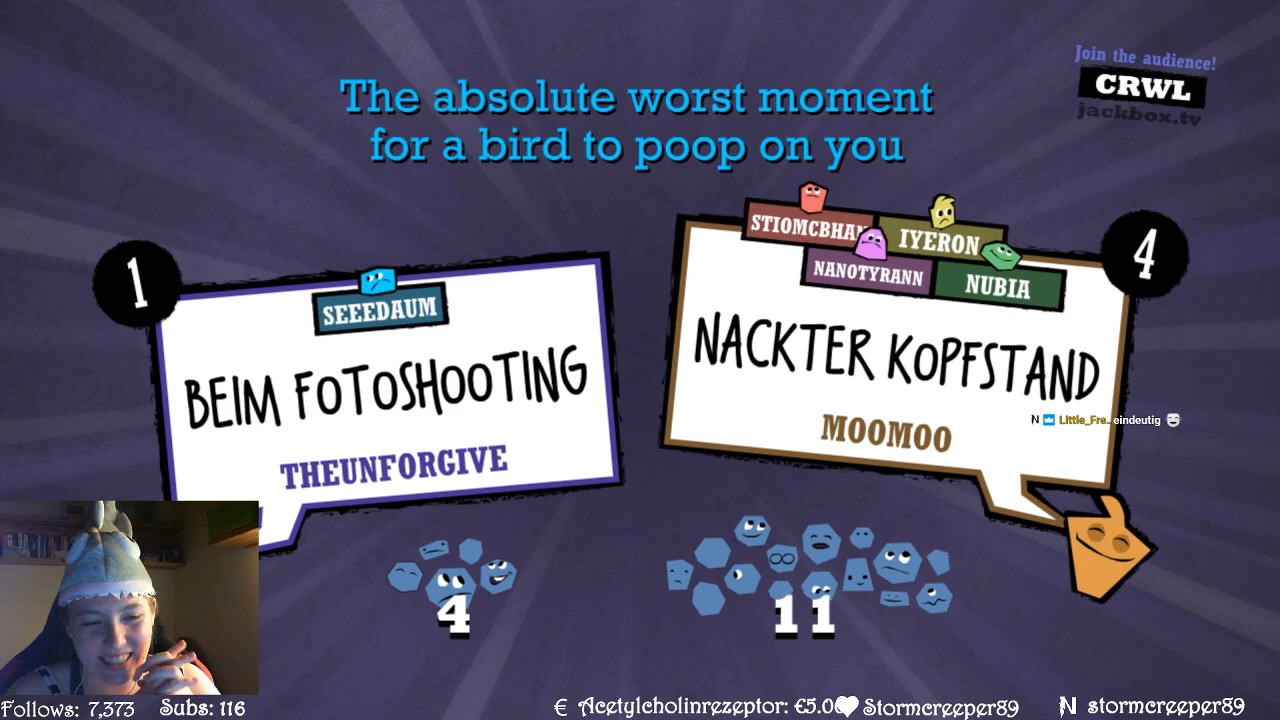 Join the audience!
CRWL
jackbox.tv
The absolute worst moment
for a bird to poop on you
1
SEEEDAUM
BEIM FOTOSHOOTING
THEUNFORGIVE
4
STIOMCBHAN
IYERON
NANOTYRANN
NUBIA
4
NACKTER KOPFSTAND
MOOMOO
N Little_Fre.. eindeutig
11
Follows: 7,373 Subs: 116 € Acetylcholinrezeptor: €5.00 Stormcreeper89 N stormcreeper89